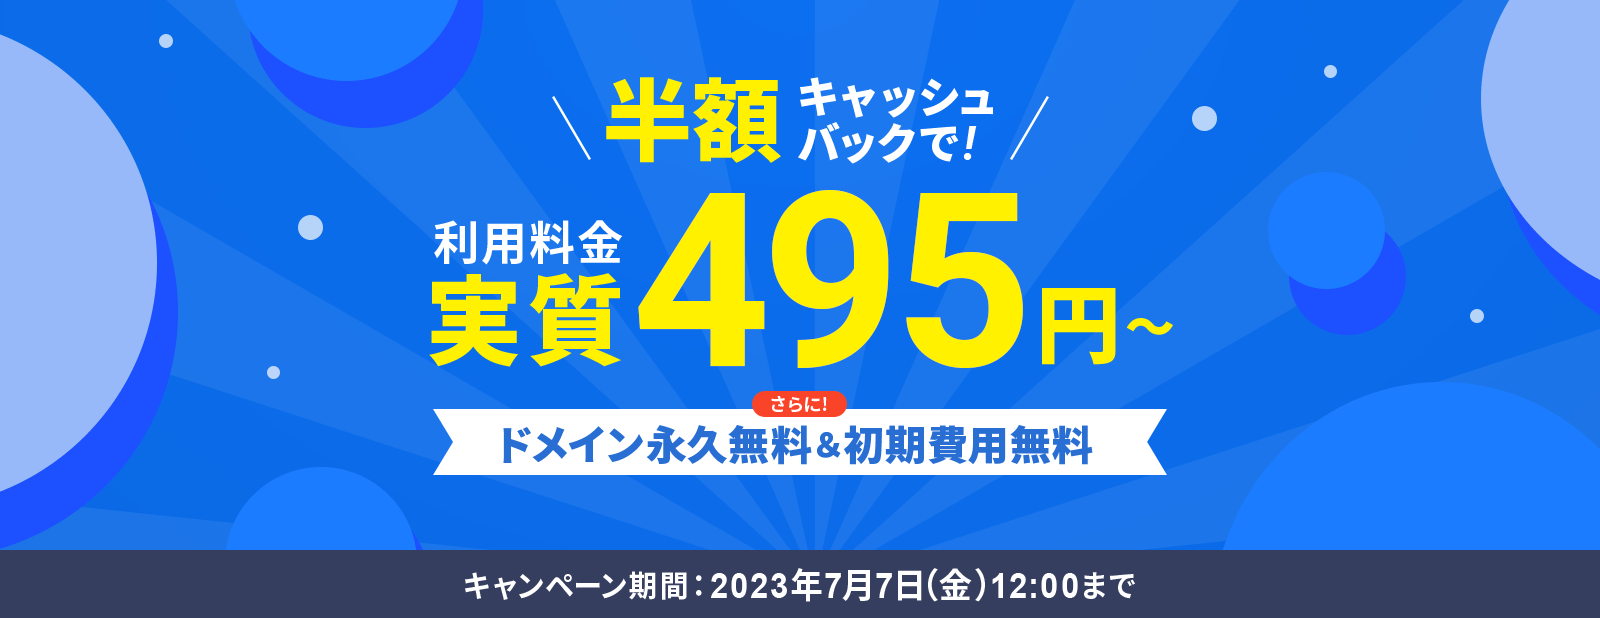 半額 キャッシュ
バックで!
利用料金
実質 495円~
さらに!
ドメイン永久無料&初期費用無料
キャンペーン期間:2023年7月7日(金)12:00まで